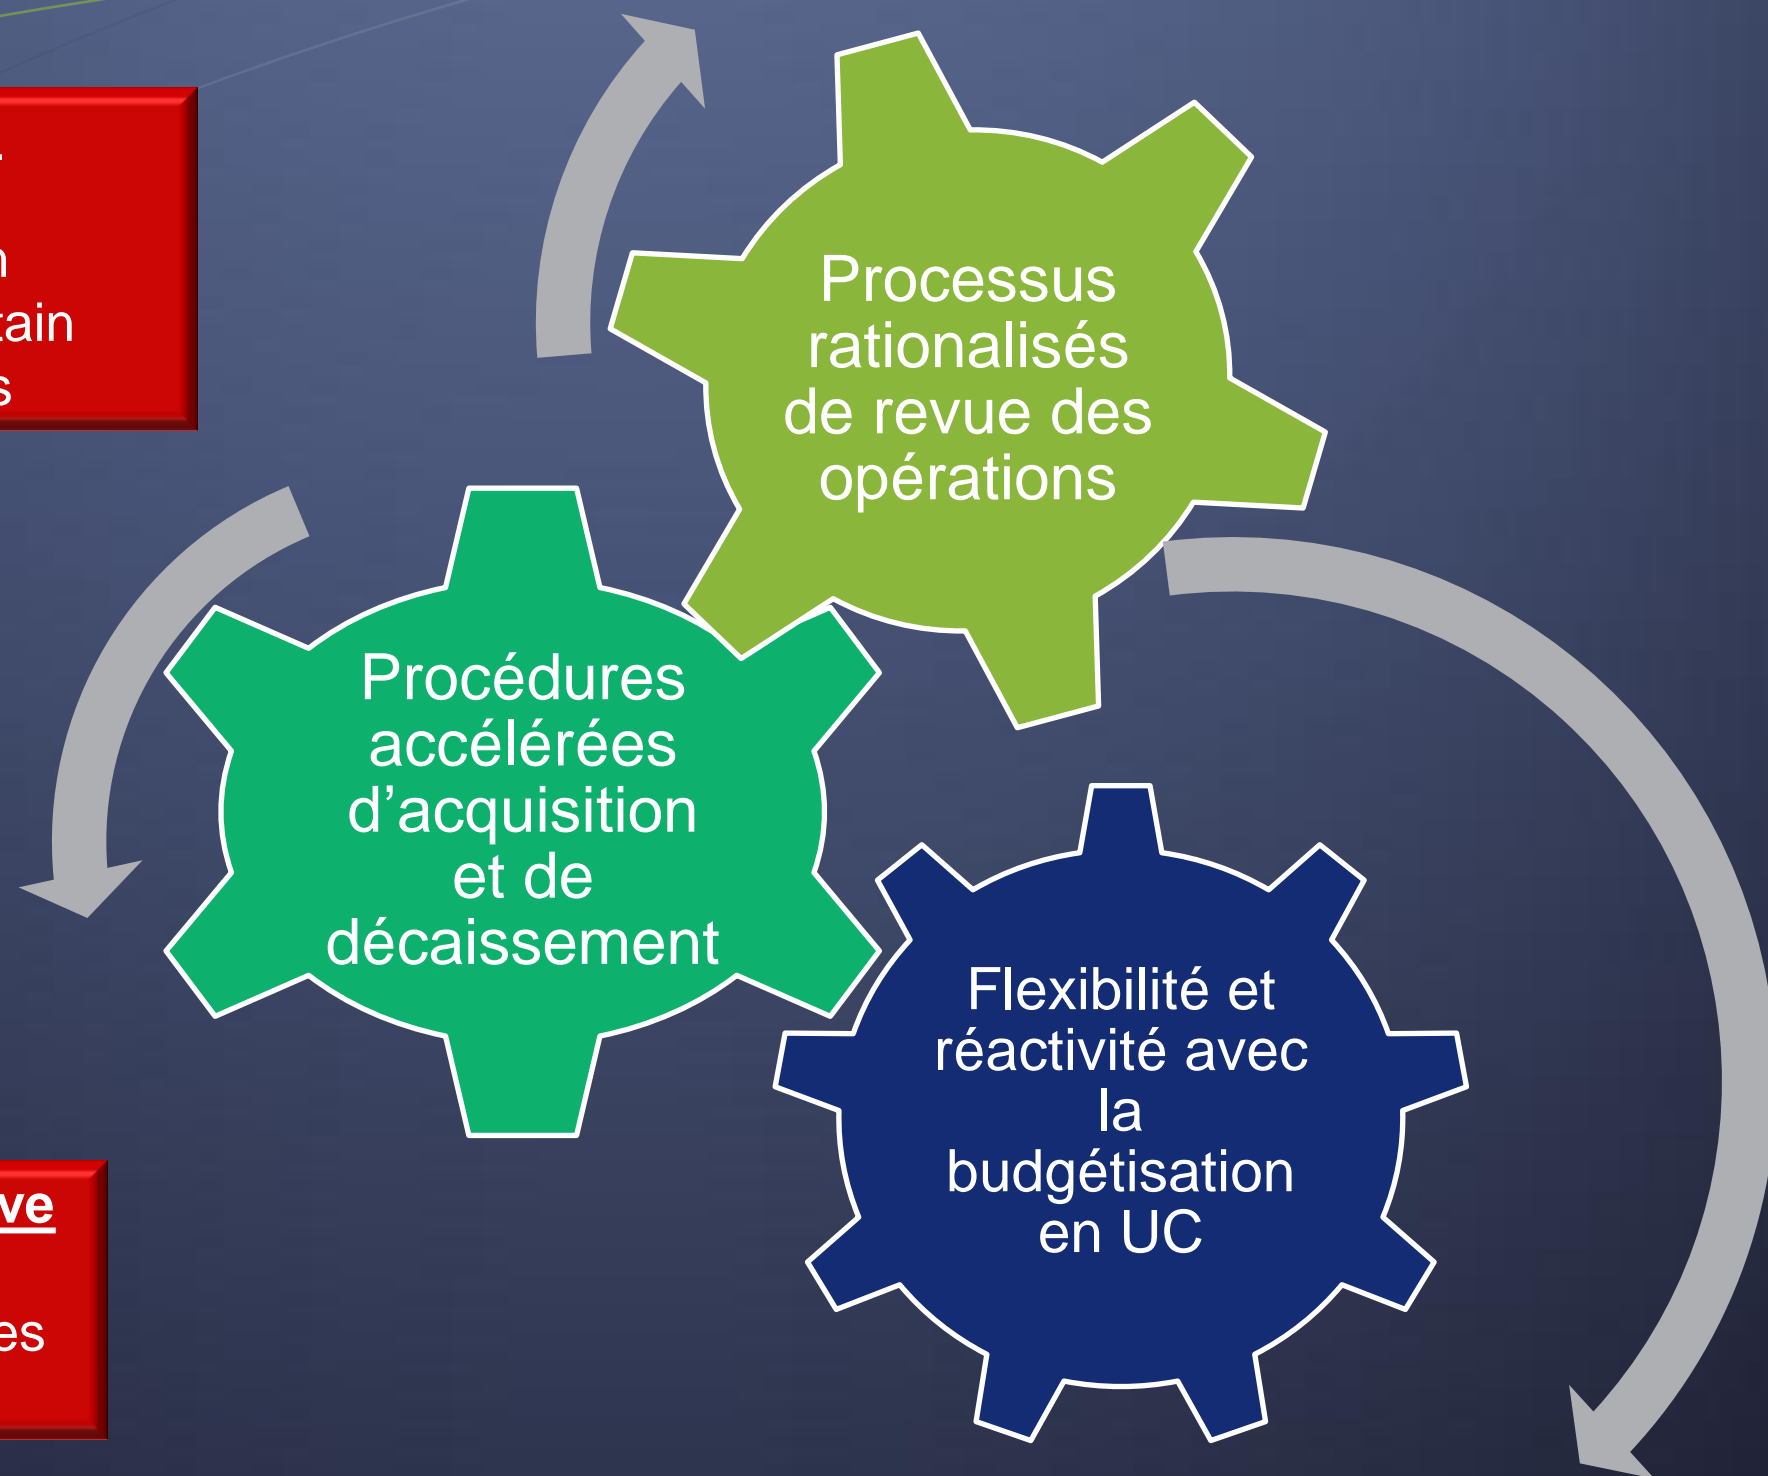 Processus
rationalisés
de revue des
opérations
Procédures
accélérées
d’acquisition
et de
décaissement
Flexibilité et
réactivité avec
la
budgétisation
en UC